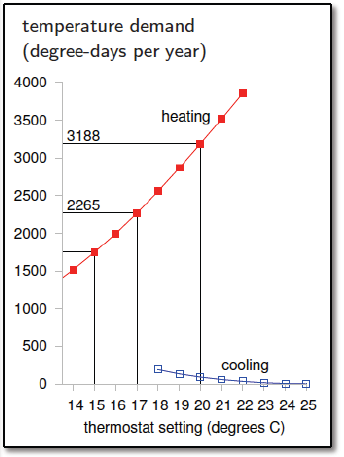 temperature demand
(degree-days per year)
4000
3500
heating
3188
3000
2500
2265
2000
1500
1000
500
cooling
0
14 15 16 17 18 19 20 21 22 23 24 25
thermostat setting (degrees C)